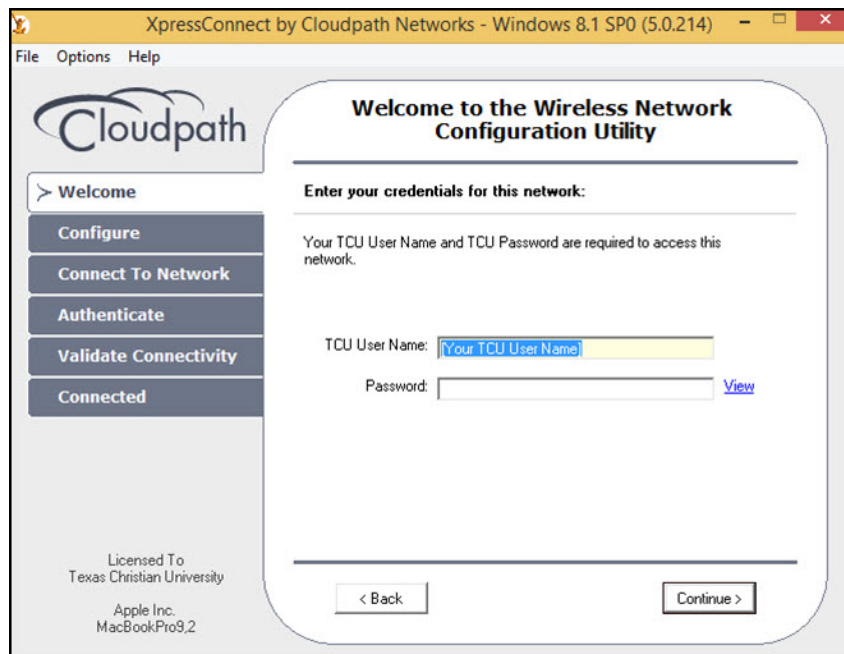 XpressConnect by Cloudpath Networks - Windows 8.1 SP0 (5.0.214)
File Options Help
Cloudpath
Welcome to the Wireless Network
Configuration Utility
> Welcome
Enter your credentials for this network:
Configure
Your TCU User Name and TCU Password are required to access this
network.
Connect To Network
Authenticate
TCU User Name: [Your TCU User Name]
Validate Connectivity
Password: View
Connected
Licensed To
Texas Christian University
Apple Inc.
MacBookPro9,2
< Back Continue >